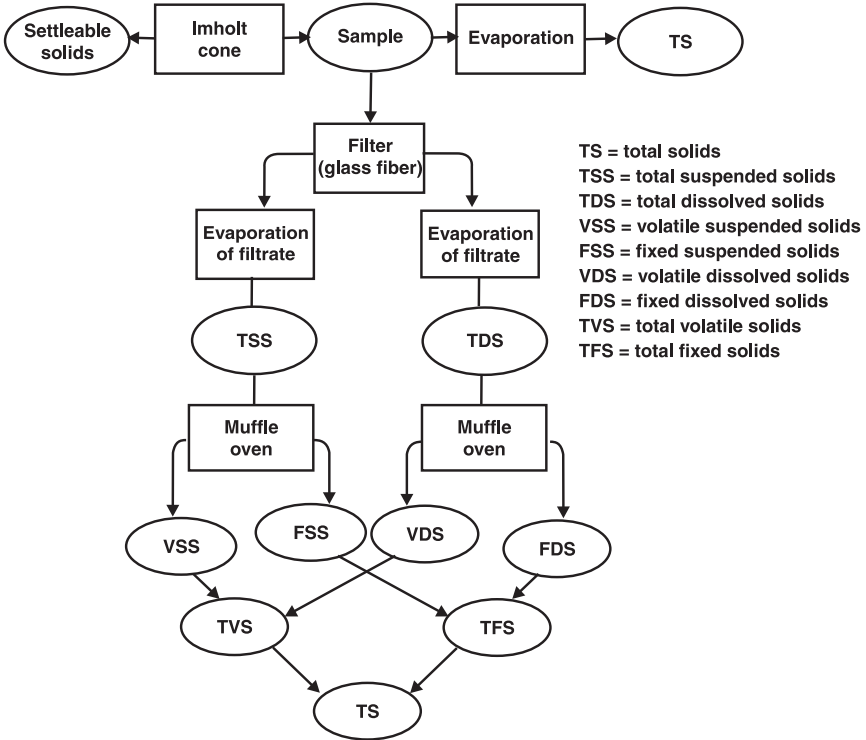 Settleable
solids
Imholt
cone
Sample
Evaporation
TS
Filter
(glass fiber)
TS = total solids
TSS = total suspended solids
TDS = total dissolved solids
VSS = volatile suspended solids
FSS = fixed suspended solids
VDS = volatile dissolved solids
FDS = fixed dissolved solids
TVS = total volatile solids
TFS = total fixed solids
Evaporation
of filtrate
Evaporation
of filtrate
TSS
TDS
Muffle
oven
Muffle
oven
VSS
FSS
VDS
FDS
TVS
TFS
TS